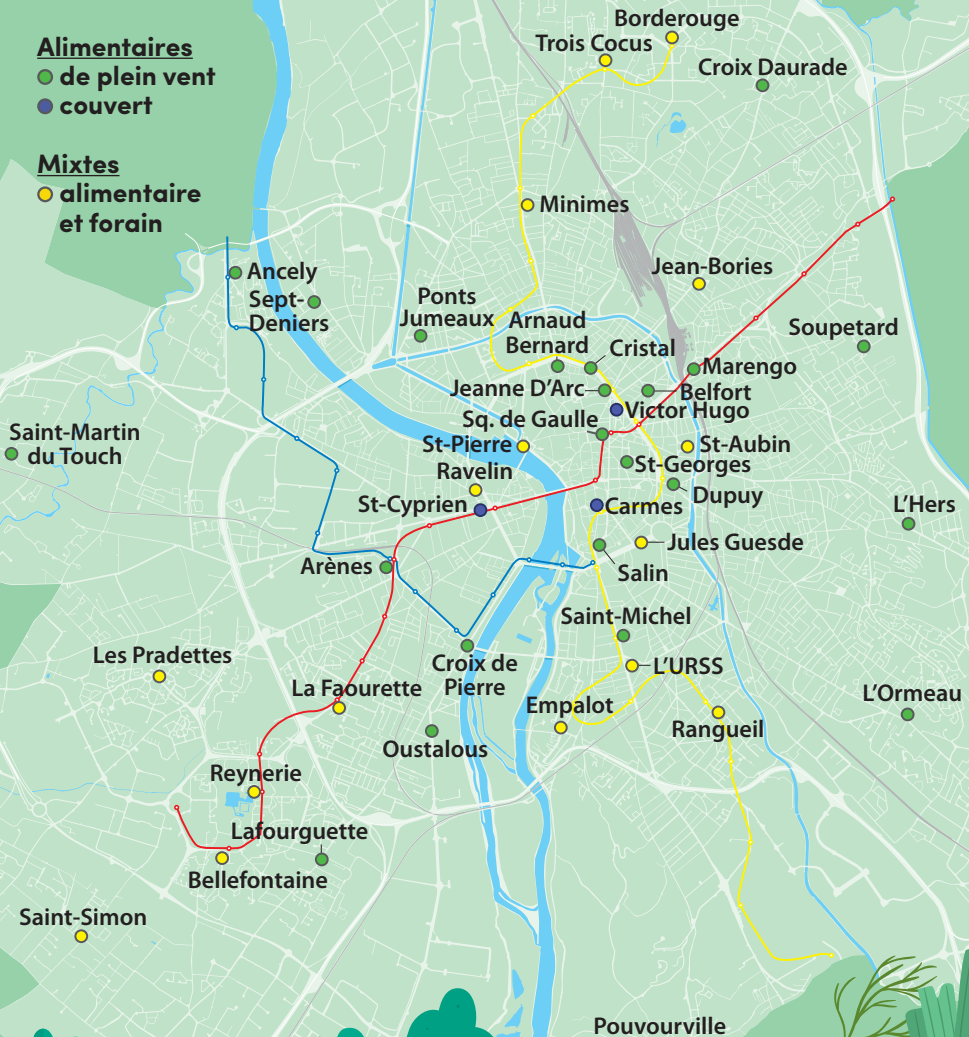 Alimentaires
de plein vent
couvert
Mixtes
alimentaire
et forain
Borderouge
Trois Cocus
Croix Daurade
Minimes
Jean-Bories
Ancely
Sept-
Deniers
Ponts
Jumeaux
Arnaud
Bernard
Cristal
Soupetard
Marengo
Jeanne D'Arc
Belfort
Victor Hugo
Sq. de Gaulle
Saint-Martin
du Touch
St-Pierre
St-Aubin
Ravelin
St-Georges
St-Cyprien
Dupuy
Carmes
L'Hers
Jules Guesde
Arènes
Salin
Saint-Michel
Les Pradettes
Croix de
Pierre
L'URSS
La Faourette
Empalot
L'Ormeau
Rangueil
Oustalous
Reynerie
Lafourguette
Bellefontaine
Saint-Simon
Pouvourville